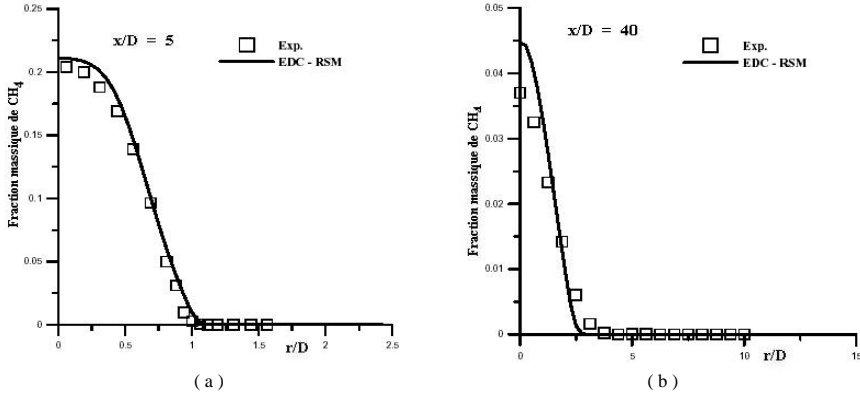 0.25
0.2
0.15
0.1
0.05
0
0
0.5
1
1.5
2
2.5
Fraction massique de CH4
r/D
x/D = 5
Exp.
EDC - RSM
( a )
0.05
0.04
0.03
0.02
0.01
0
0
5
10
15
Fraction massique de CH4
r/D
x/D = 40
Exp.
EDC - RSM
( b )